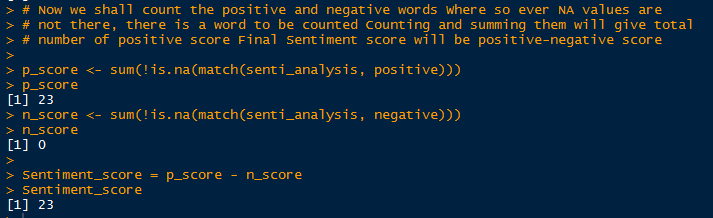 > # Now we shall count the positive and negative words Where so ever NA values are
> # not there, there is a word to be counted Counting and summing them will give total
> # number of positive score Final Sentiment score will be positive-negative score
>
> p_score <- sum(!is.na(match(senti_analysis, positive)))
> p_score
[1] 23
> n_score <- sum(!is.na(match(senti_analysis, negative)))
> n_score
[1] 0
>
> Sentiment_score = p_score - n_score
> Sentiment_score
[1] 23